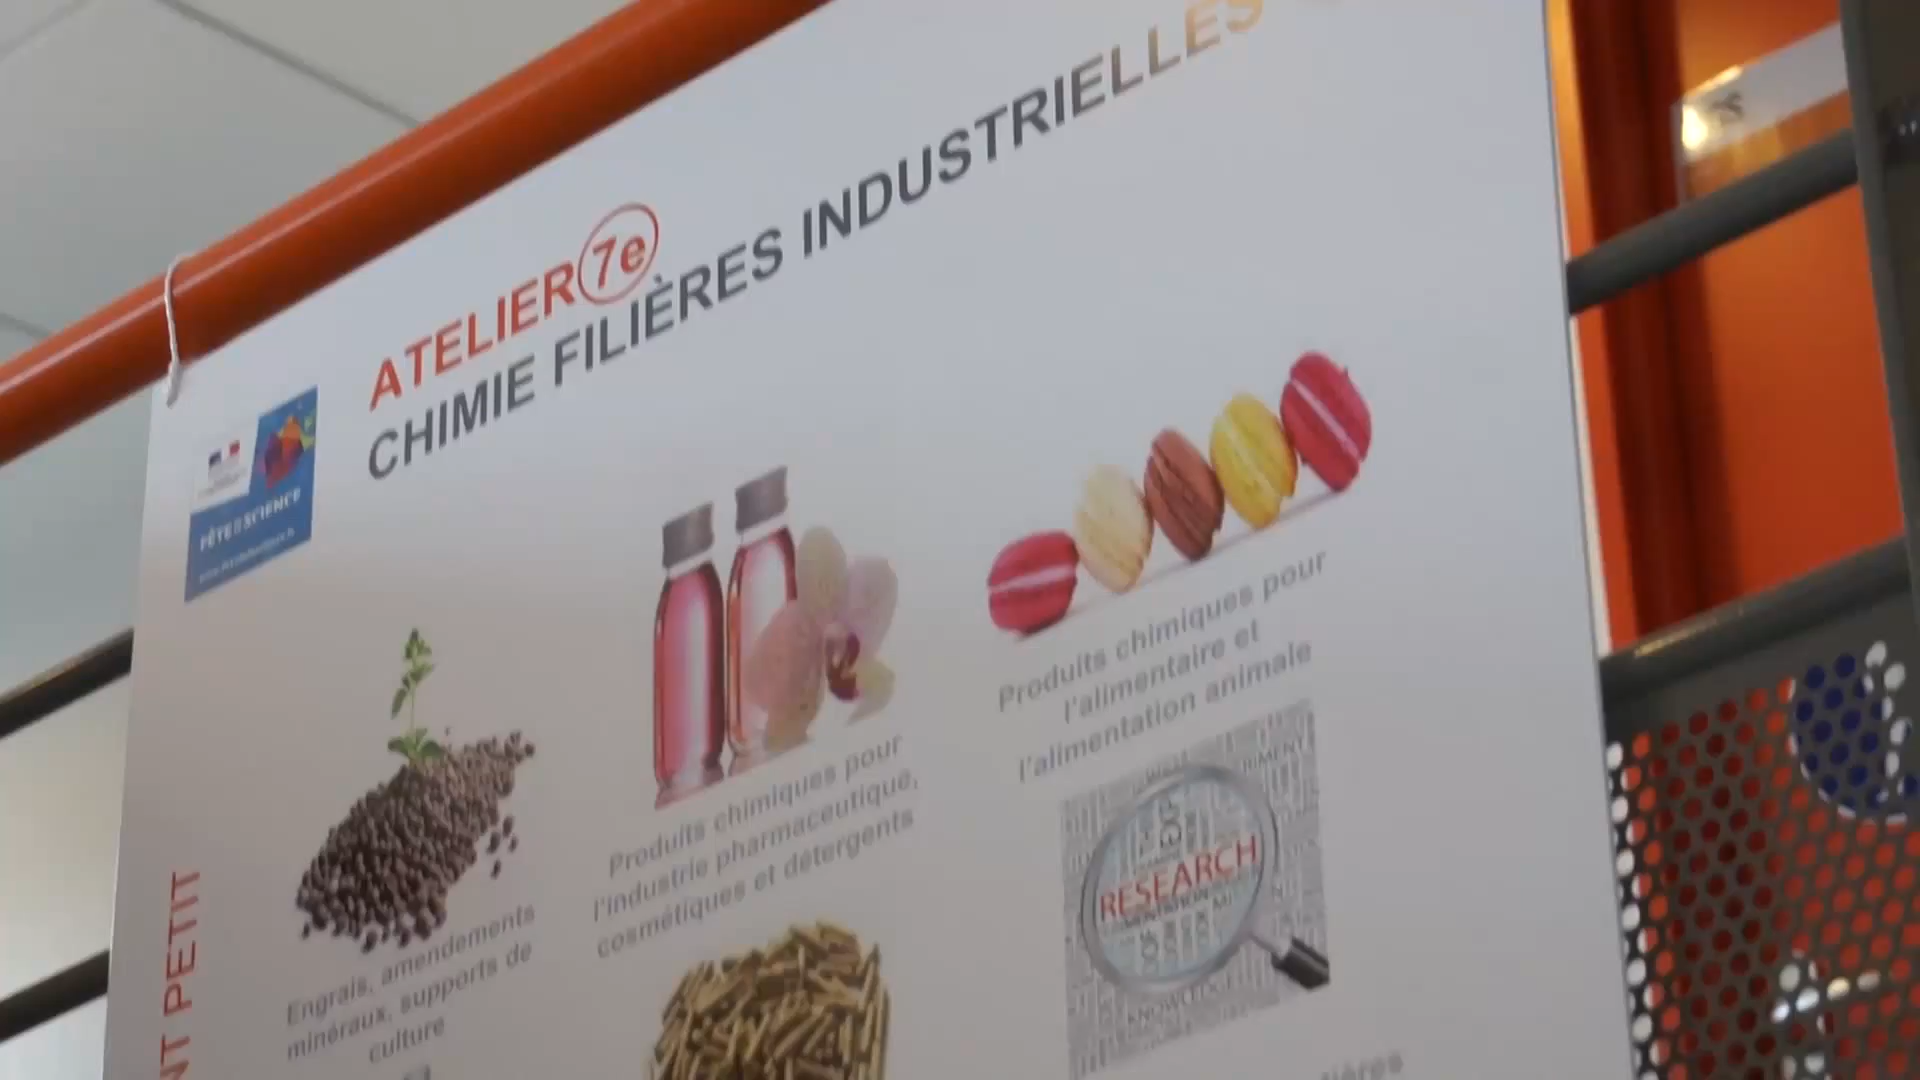 ATELIER 7e
CHIMIE FILIÈRES INDUSTRIELLES
FÊTE DE SCIENCE
Produits chimiques pour
l'alimentaire et
l'alimentation animale
Produits chimiques pour
l'industrie pharmaceutique,
cosmétiques et détergents
RESEARCH
KNOWLEDGE
Engrais, amendements
minéraux, supports de
culture
NT PETIT